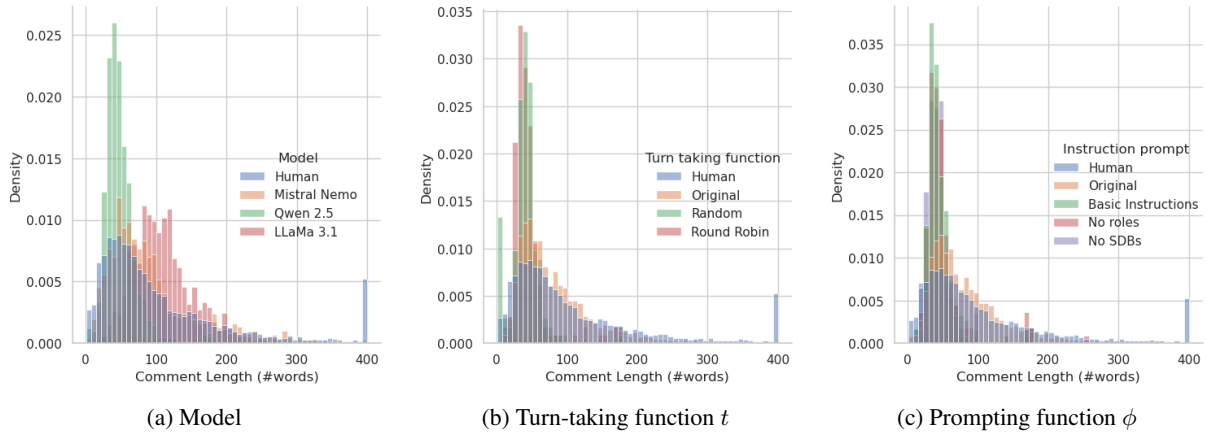 0.025
0.020
0.015
0.010
0.005
0.000
Density
0
100
200
300
400
Comment Length (#words)
Model
Human
Mistral Nemo
Qwen 2.5
LLaMa 3.1
(a) Model
0.035
0.030
0.025
0.020
0.015
0.010
0.005
0.000
Density
0
100
200
300
400
Comment Length (#words)
Turn taking function
Human
Original
Random
Round Robin
(b) Turn-taking function t
0.035
0.030
0.025
0.020
0.015
0.010
0.005
0.000
Density
0
100
200
300
400
Comment Length (#words)
Instruction prompt
Human
Original
Basic Instructions
No roles
No SDBs
(c) Prompting function ϕ